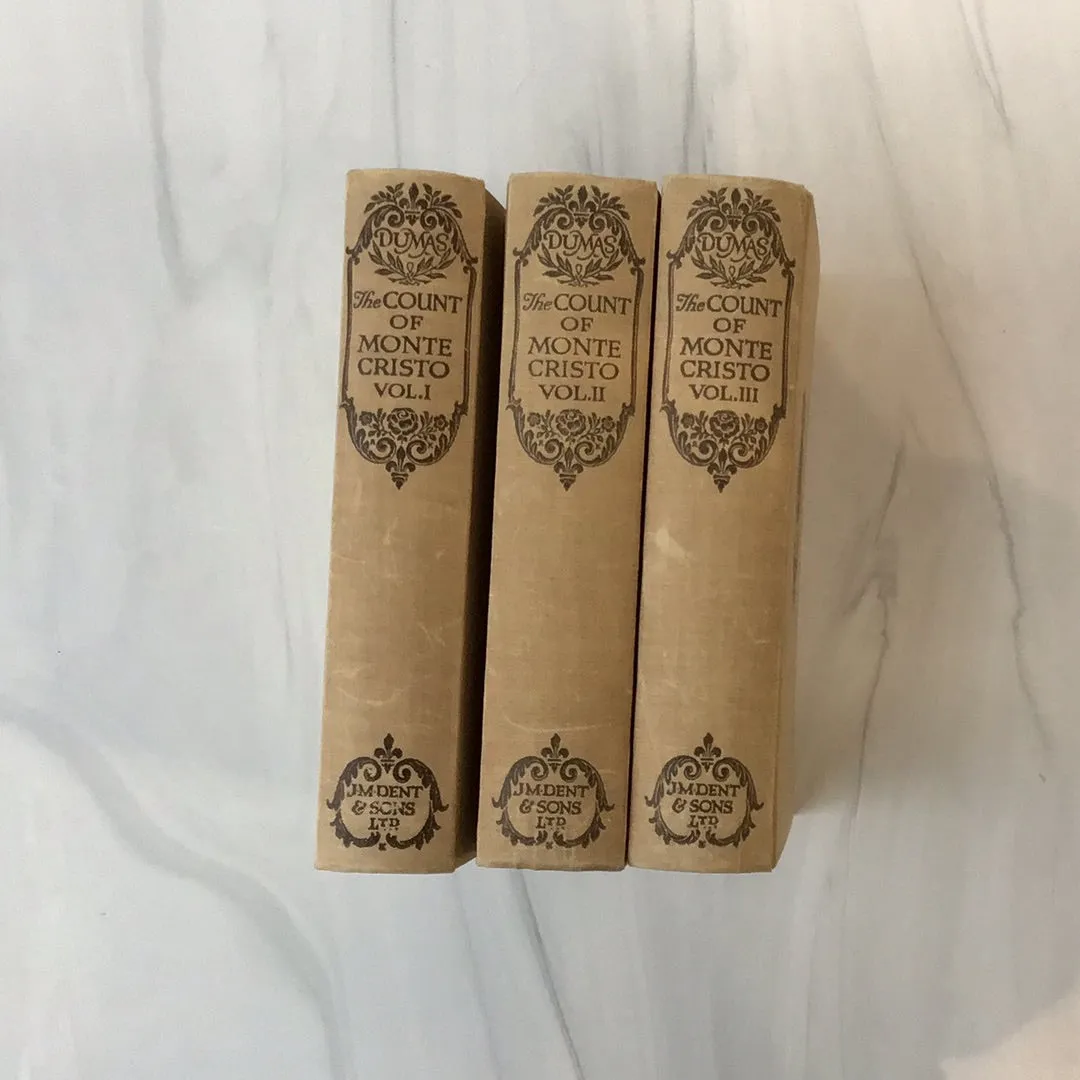 DUMAS
The COUNT
OF
MONTE
CRISTO
VOL.I
J.M.DENT
& SONS
LTD
DUMAS
The COUNT
OF
MONTE
CRISTO
VOL.II
J.M.DENT
& SONS
LTD
DUMAS
The COUNT
OF
MONTE
CRISTO
VOL.III
J.M.DENT
& SONS
LTD